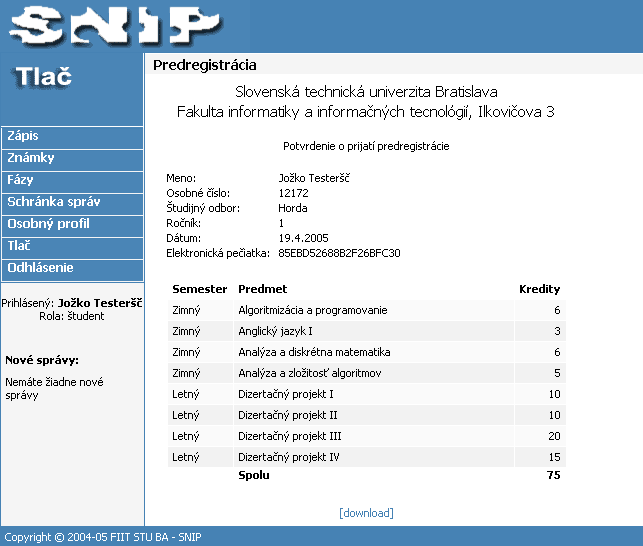 SNIP
Tlač
Predregistrácia
Slovenská technická univerzita Bratislava
Fakulta informatiky a informačných tecnológií, Ilkovičova 3
Potvrdenie o prijatí predregistrácie
Zápis
Známky
Fázy
Schránka správ
Osobný profil
Tlač
Odhlásenie
Prihlásený: Jožko Testeršč
Rola: študent
Nové správy:
Nemáte žiadne nové
správy
Meno: Jožko Testeršč
Osobné číslo: 12172
Študijný odbor: Horda
Ročník: 1
Dátum: 19.4.2005
Elektronická pečiatka: 85EBD52688B2F26BFC30
Semester Predmet Kredity
Zimný Algoritmizácia a programovanie 6
Zimný Anglický jazyk I 3
Zimný Analýza a diskrétna matematika 6
Zimný Analýza a zložitosť algoritmov 5
Letný Dizertačný projekt I 10
Letný Dizertačný projekt II 10
Letný Dizertačný projekt III 20
Letný Dizertačný projekt IV 15
Spolu 75
[download]
Copyright © 2004-05 FIIT STU BA - SNIP